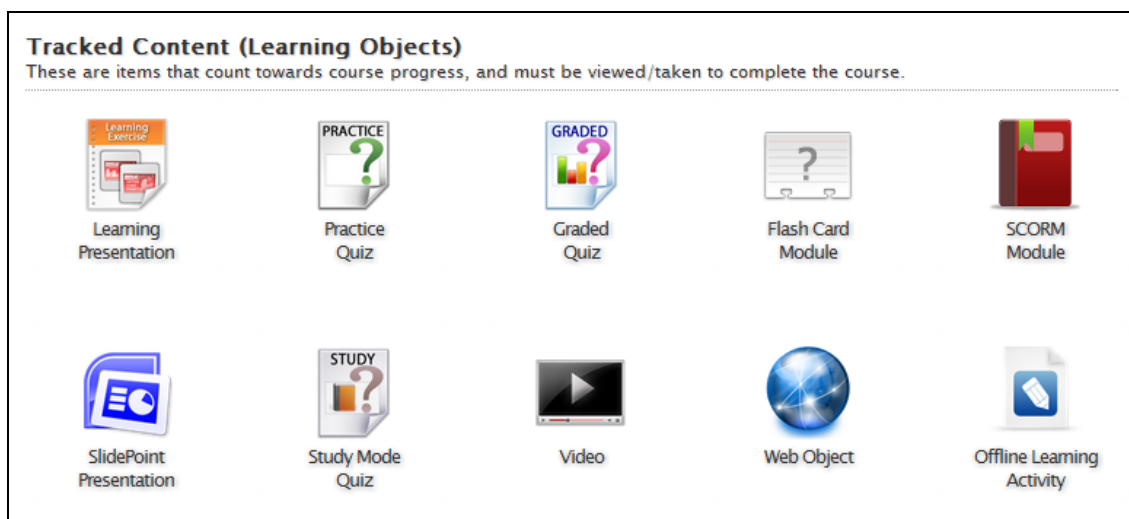 Tracked Content (Learning Objects)
These are items that count towards course progress, and must be viewed/taken to complete the course.
Learning
Exercise
PRACTICE
GRADED
Learning
Presentation
Practice
Quiz
Graded
Quiz
Flash Card
Module
SCORM
Module
STUDY
SlidePoint
Presentation
Study Mode
Quiz
Video
Web Object
Offline Learning
Activity